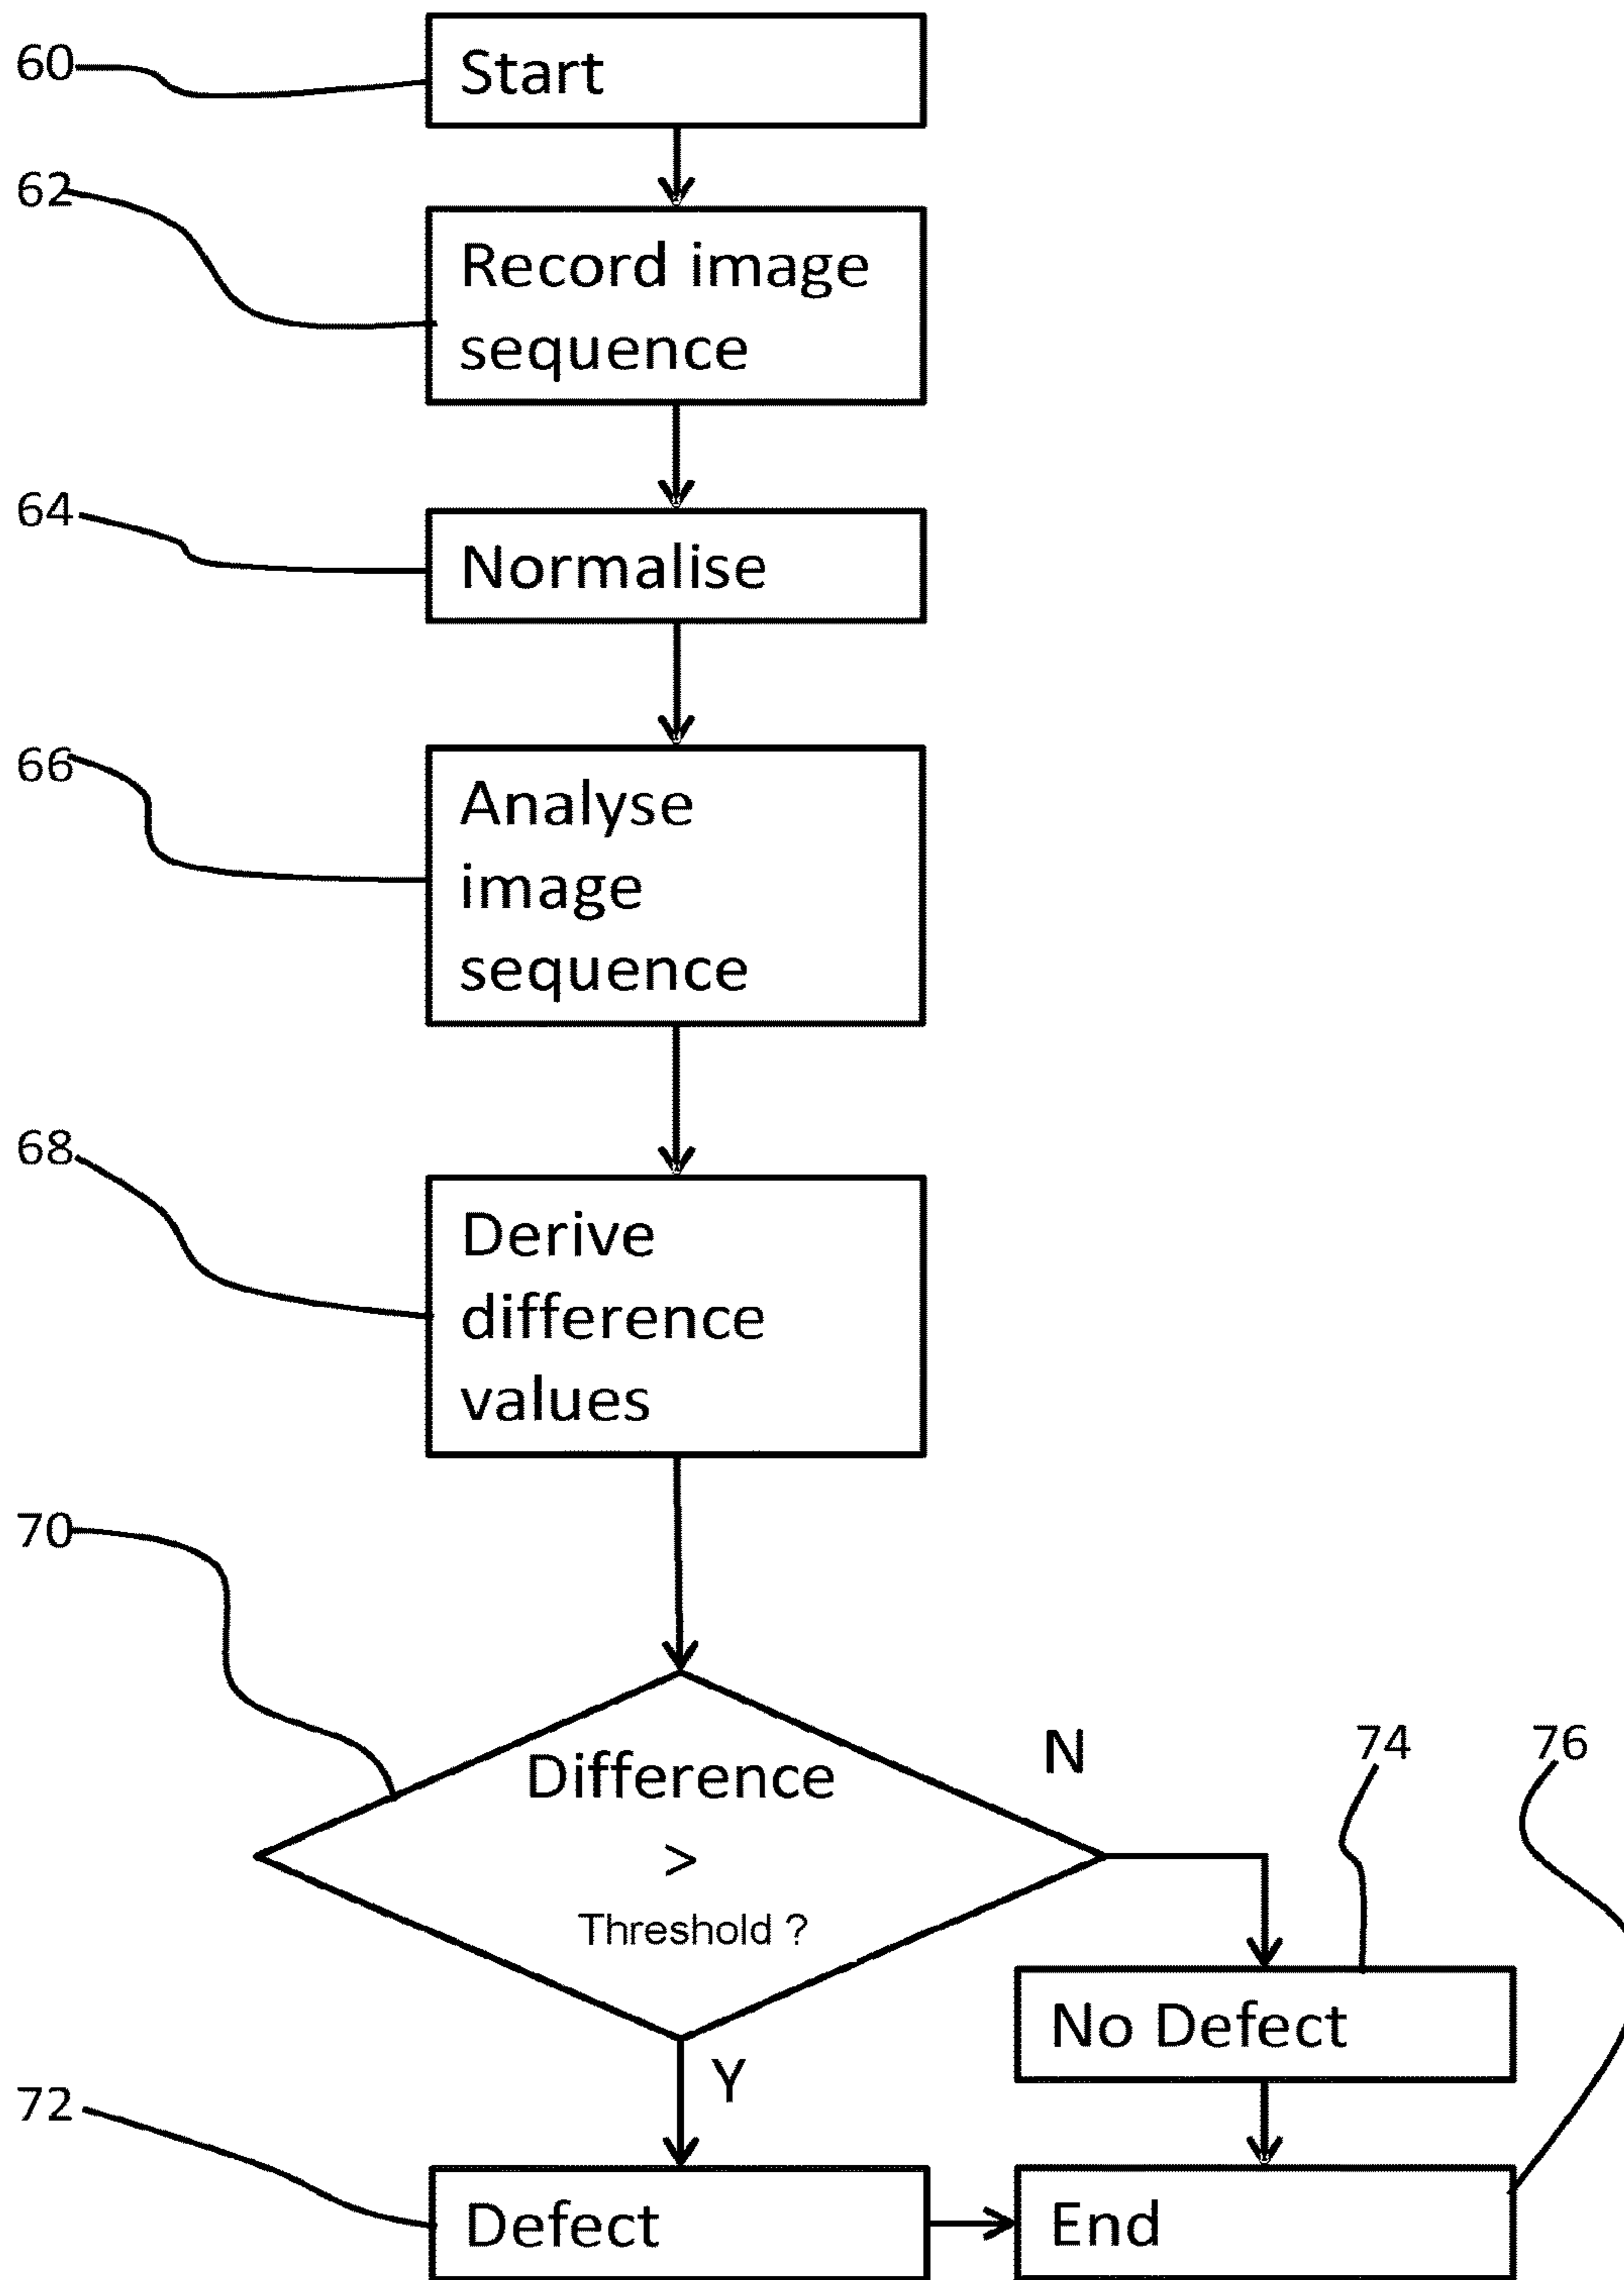 60
Start
62
Record image
sequence
64
Normalise
66
Analyse
image
sequence
68
Derive
difference
values
70
Difference
>
Threshold ?
N
74
76
No Defect
Y
72
Defect
End